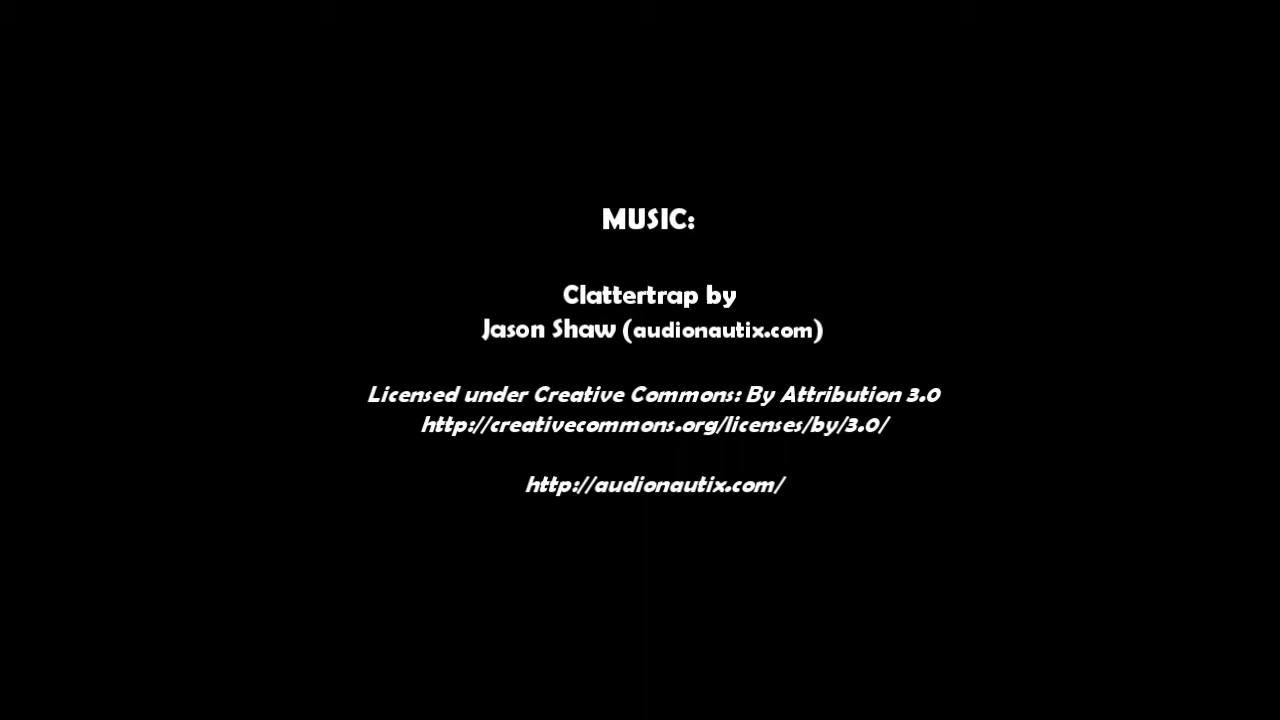 MUSIC:
Clattertrap by
Jason Shaw (audionautix.com)
Licensed under Creative Commons: By Attribution 3.0
http://creativecommons.org/licenses/by/3.0/
http://audionautix.com/